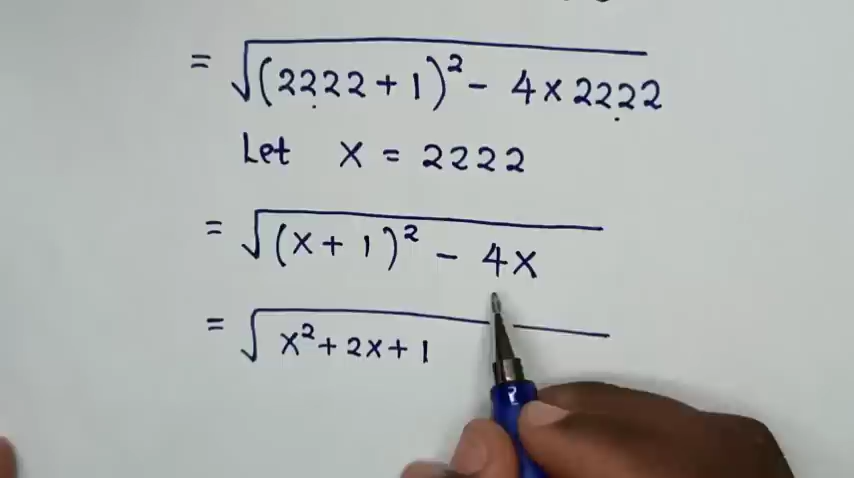 = √(2222+1)² - 4×2222
Let x = 2222
= √(x+1)² - 4x
= √x²+2x+1